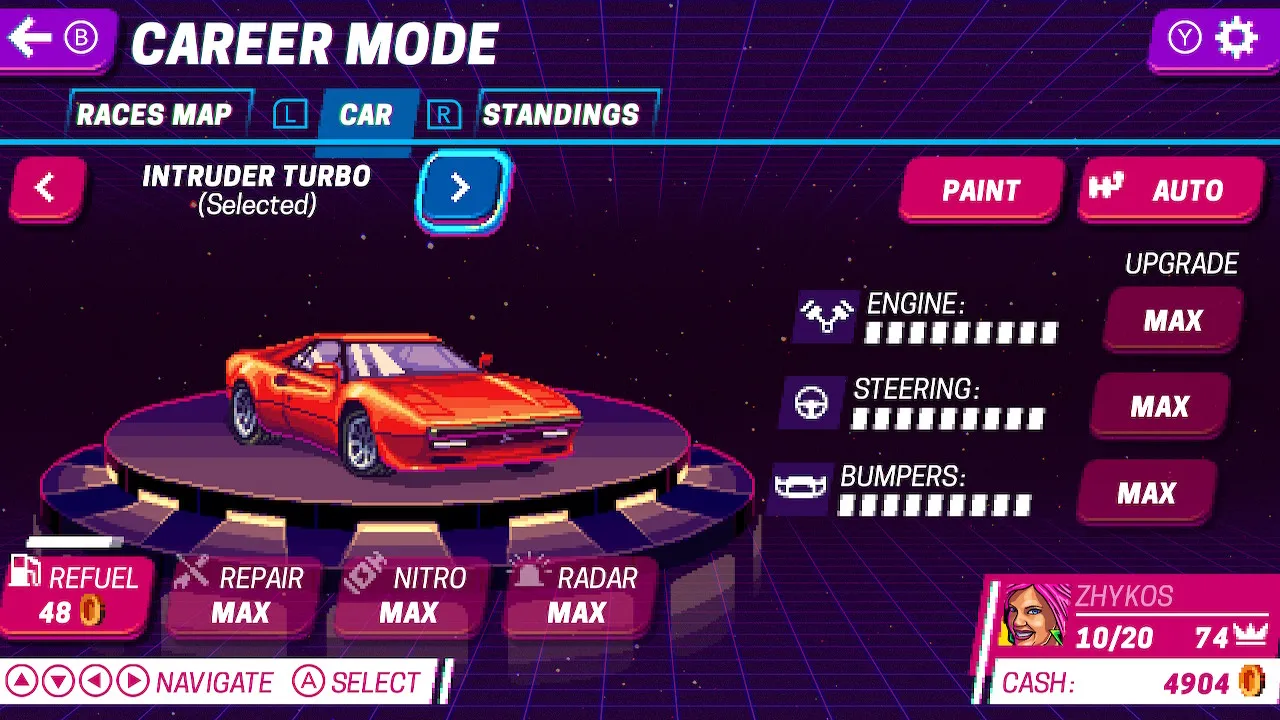 B CAREER MODE Y
RACES MAP L CAR R STANDINGS
INTRUDER TURBO
(Selected)
PAINT AUTO
UPGRADE
ENGINE: MAX
STEERING: MAX
BUMPERS: MAX
REFUEL REPAIR NITRO RADAR
48 MAX MAX MAX
ZHYKOS
10/20 74
NAVIGATE A SELECT
CASH: 4904